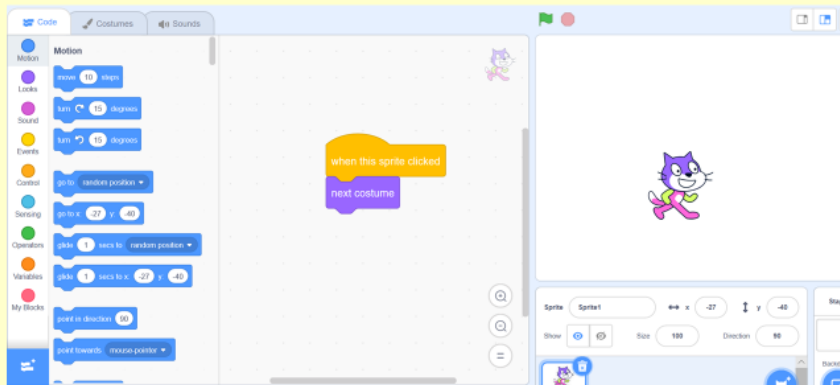 Code
Costumes
Sounds
Motion
Looks
Sound
Events
Control
Sensing
Operators
Variables
My Blocks
Motion
move 10 steps
turn 15 degrees
turn 15 degrees
go to random position
go to x: -27 y: -40
glide 1 secs to random position
glide 1 secs to x: -27 y: -40
point in direction 90
point towards mouse-pointer
when this sprite clicked
next costume
Sprite Sprite1 x -27 y -40
Show Size 100 Direction 90